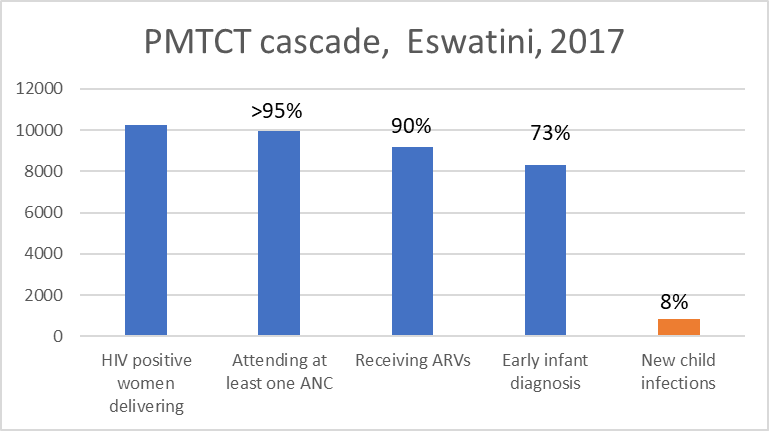 PMTCT cascade,  Eswatini, 2017
12000
10000
8000
6000
4000
2000
0
>95%
90%
73%
8%
HIV positive
women
delivering
Attending at
least one ANC
Receiving ARVs
Early infant
diagnosis
New child
infections